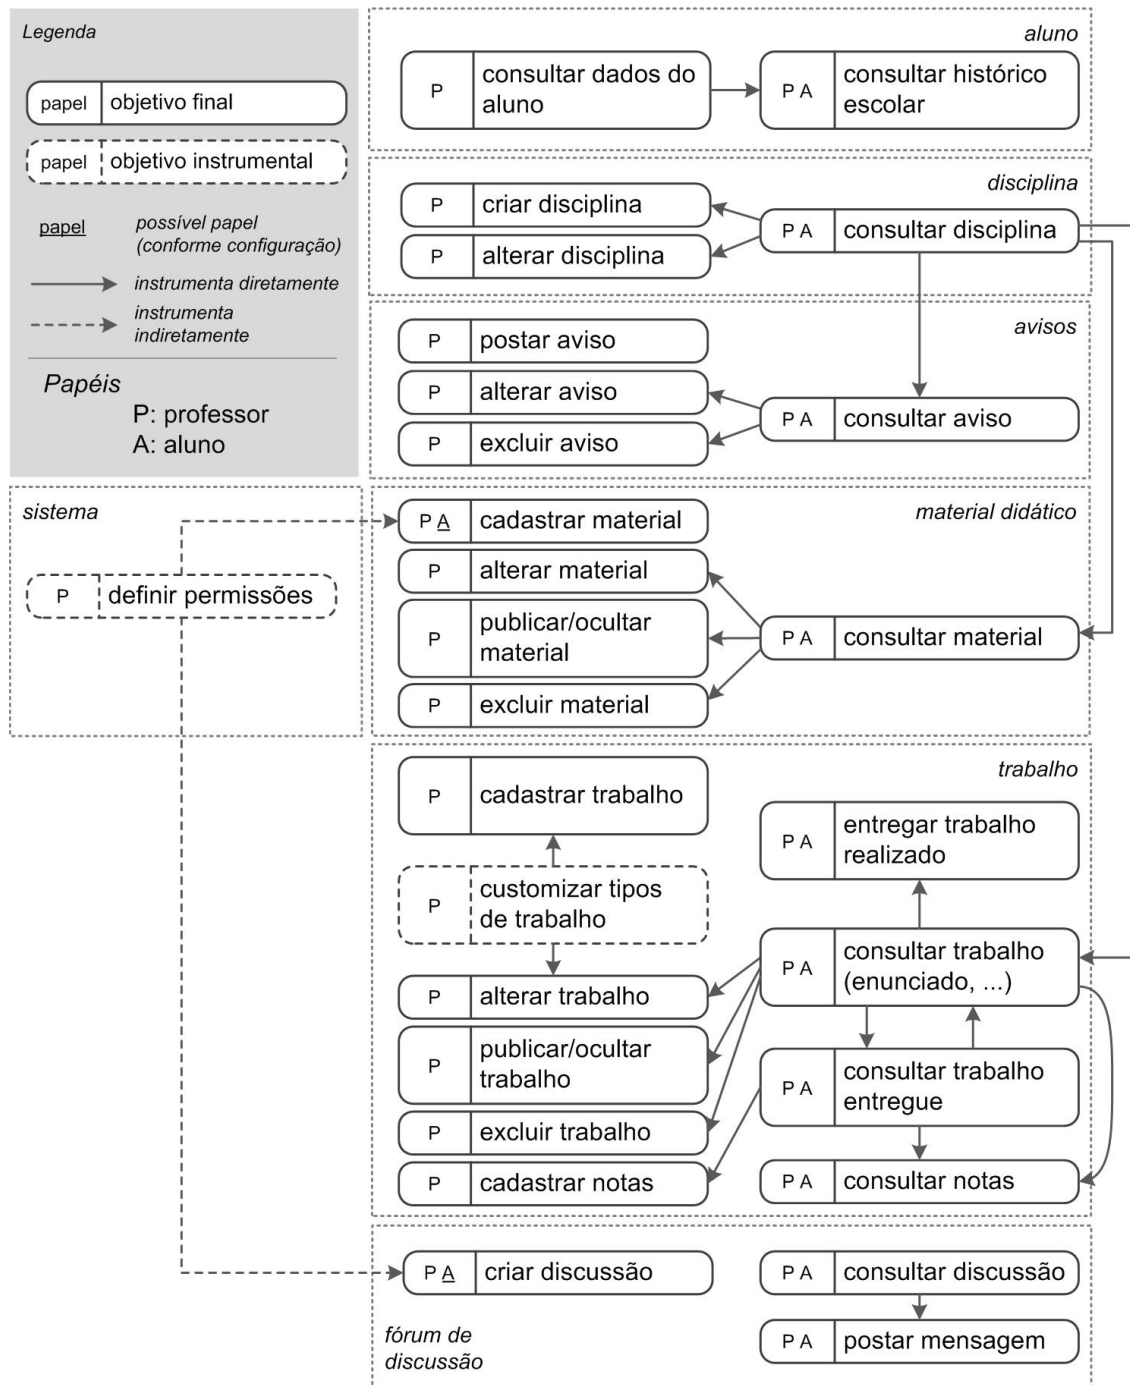 Legenda
papel objetivo final
papel objetivo instrumental
papel possível papel
(conforme configuração)
instrumenta diretamente
instrumenta
indiretamente
Papéis
P: professor
A: aluno
aluno
P consultar dados do
aluno
P A consultar histórico
escolar
disciplina
P criar disciplina
P alterar disciplina
P A consultar disciplina
avisos
P postar aviso
P alterar aviso
P excluir aviso
P A consultar aviso
sistema
P definir permissões
material didático
P A cadastrar material
P alterar material
P publicar/ocultar
material
P excluir material
P A consultar material
trabalho
P cadastrar trabalho
P customizar tipos
de trabalho
P alterar trabalho
P publicar/ocultar
trabalho
P excluir trabalho
P cadastrar notas
P A entregar trabalho
realizado
P A consultar trabalho
(enunciado, ...)
P A consultar trabalho
entregue
P A consultar notas
P A criar discussão
P A consultar discussão
P A postar mensagem
fórum de
discussão